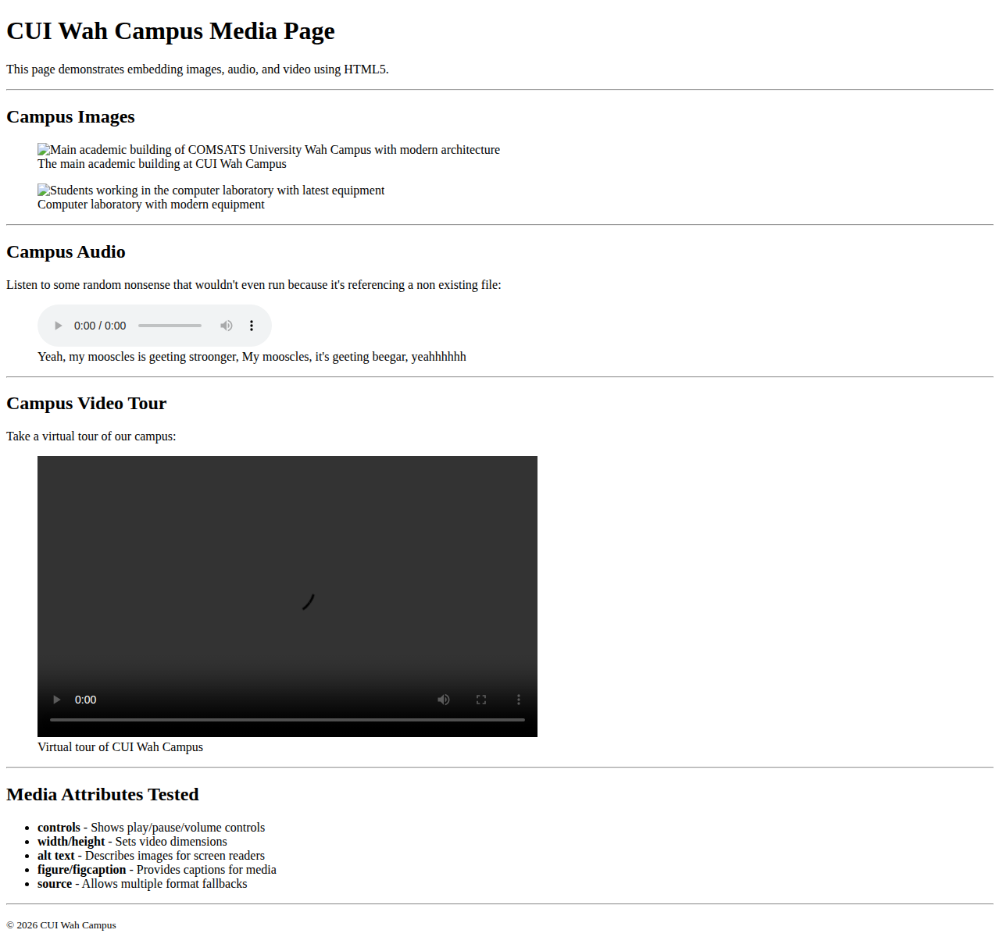 CUI Wah Campus Media Page
This page demonstrates embedding images, audio, and video using HTML5.
Campus Images
Main academic building of COMSATS University Wah Campus with modern architecture
The main academic building at CUI Wah Campus
Students working in the computer laboratory with latest equipment
Computer laboratory with modern equipment
Campus Audio
Listen to some random nonsense that wouldn't even run because it's referencing a non existing file:
0:00 / 0:00
Yeah, my mooscles is geeting stroonger, My mooscles, it's geeting beegar, yeahhhhhh
Campus Video Tour
Take a virtual tour of our campus:
0:00
Virtual tour of CUI Wah Campus
Media Attributes Tested
• controls - Shows play/pause/volume controls
• width/height - Sets video dimensions
• alt text - Describes images for screen readers
• figure/figcaption - Provides captions for media
• source - Allows multiple format fallbacks
© 2026 CUI Wah Campus